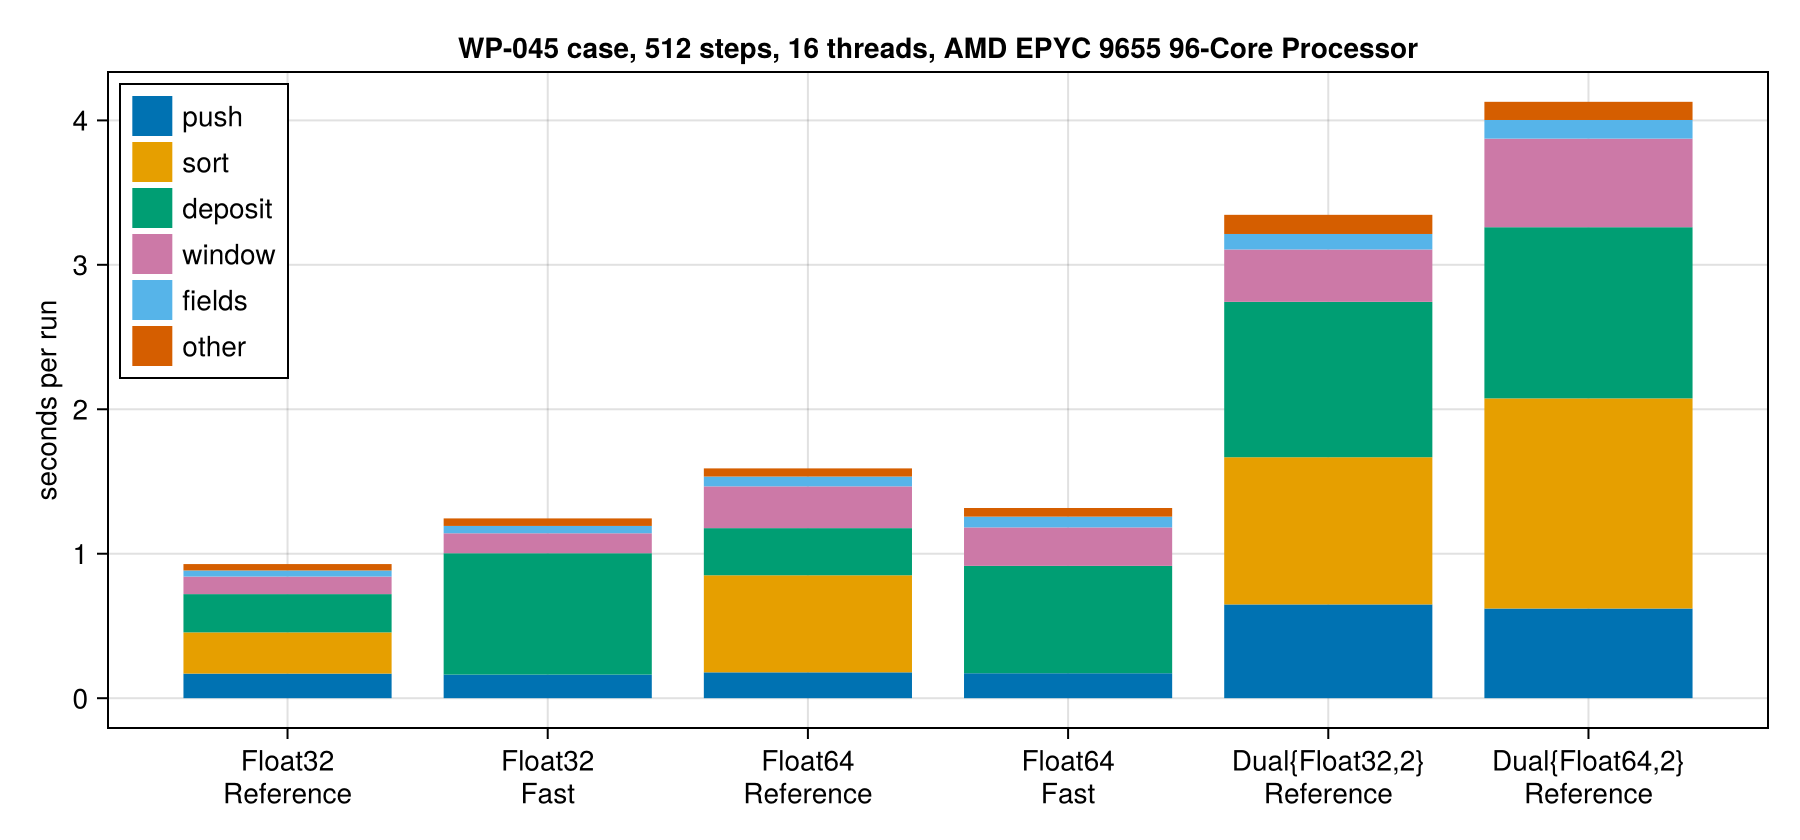 WP-045 case, 512 steps, 16 threads, AMD EPYC 9655 96-Core Processor
push
sort
deposit
window
fields
other
seconds per run
4
3
2
1
0
Float32
Reference
Float32
Fast
Float64
Reference
Float64
Fast
Dual{Float32,2}
Reference
Dual{Float64,2}
Reference